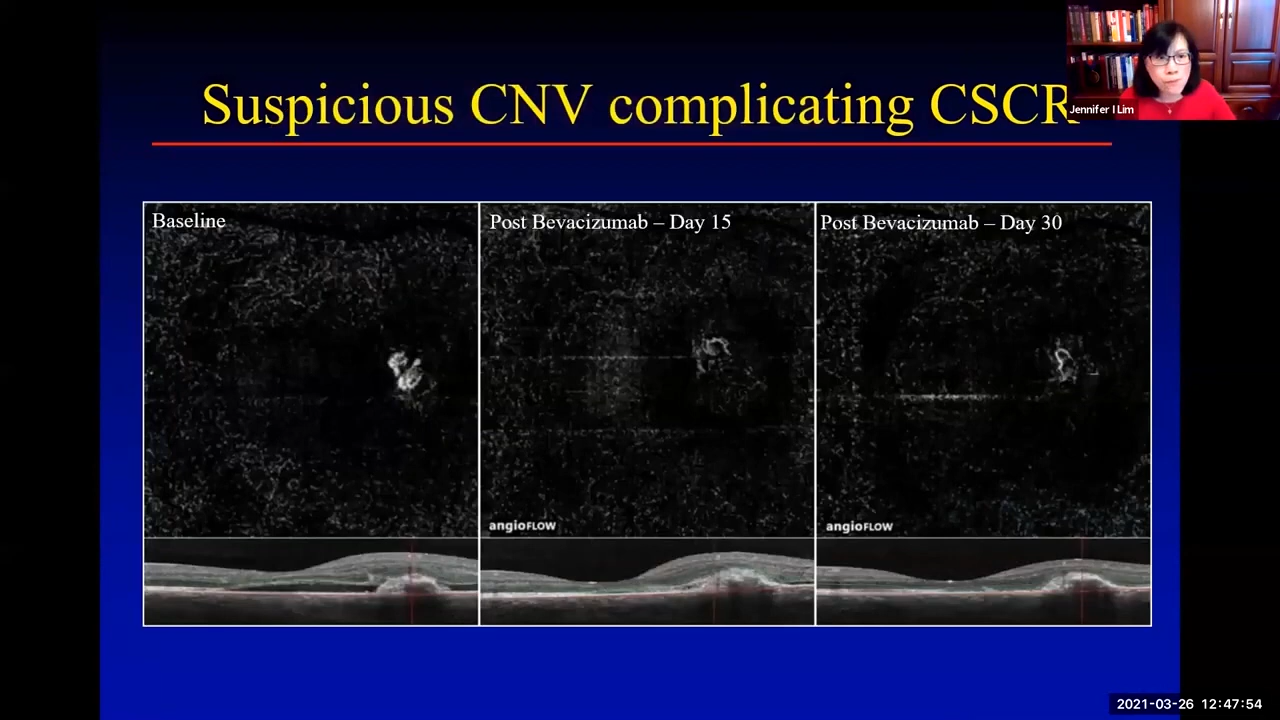 Suspicious CNV complicating CSCR
Jennifer I Lim
Baseline
Post Bevacizumab – Day 15
Post Bevacizumab – Day 30
angioFLOW
angioFLOW
2021-03-26 12:47:54